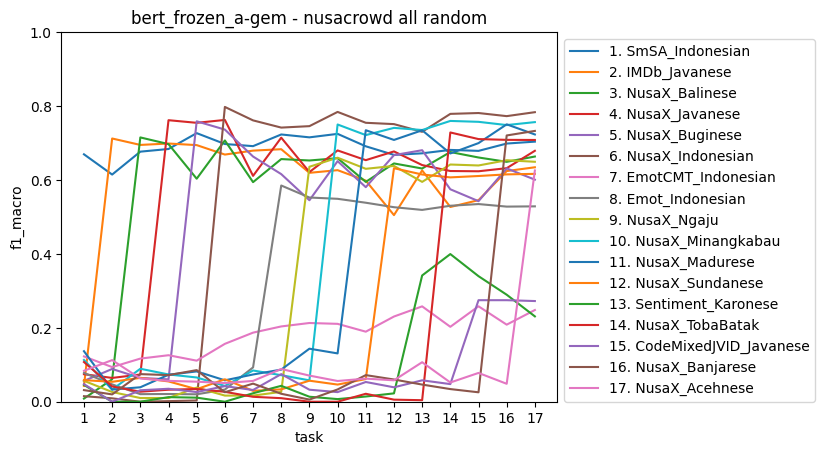 bert_frozen_a-gem - nusacrowd all random
f1_macro
1.0
0.8
0.6
0.4
0.2
0.0
1 2 3 4 5 6 7 8 9 10 11 12 13 14 15 16 17
task
1. SmSA_Indonesian
2. IMDb_Javanese
3. NusaX_Balinese
4. NusaX_Javanese
5. NusaX_Buginese
6. NusaX_Indonesian
7. EmotCMT_Indonesian
8. Emot_Indonesian
9. NusaX_Ngaju
10. NusaX_Minangkabau
11. NusaX_Madurese
12. NusaX_Sundanese
13. Sentiment_Karonese
14. NusaX_TobaBatak
15. CodeMixedJVID_Javanese
16. NusaX_Banjarese
17. NusaX_Acehnese